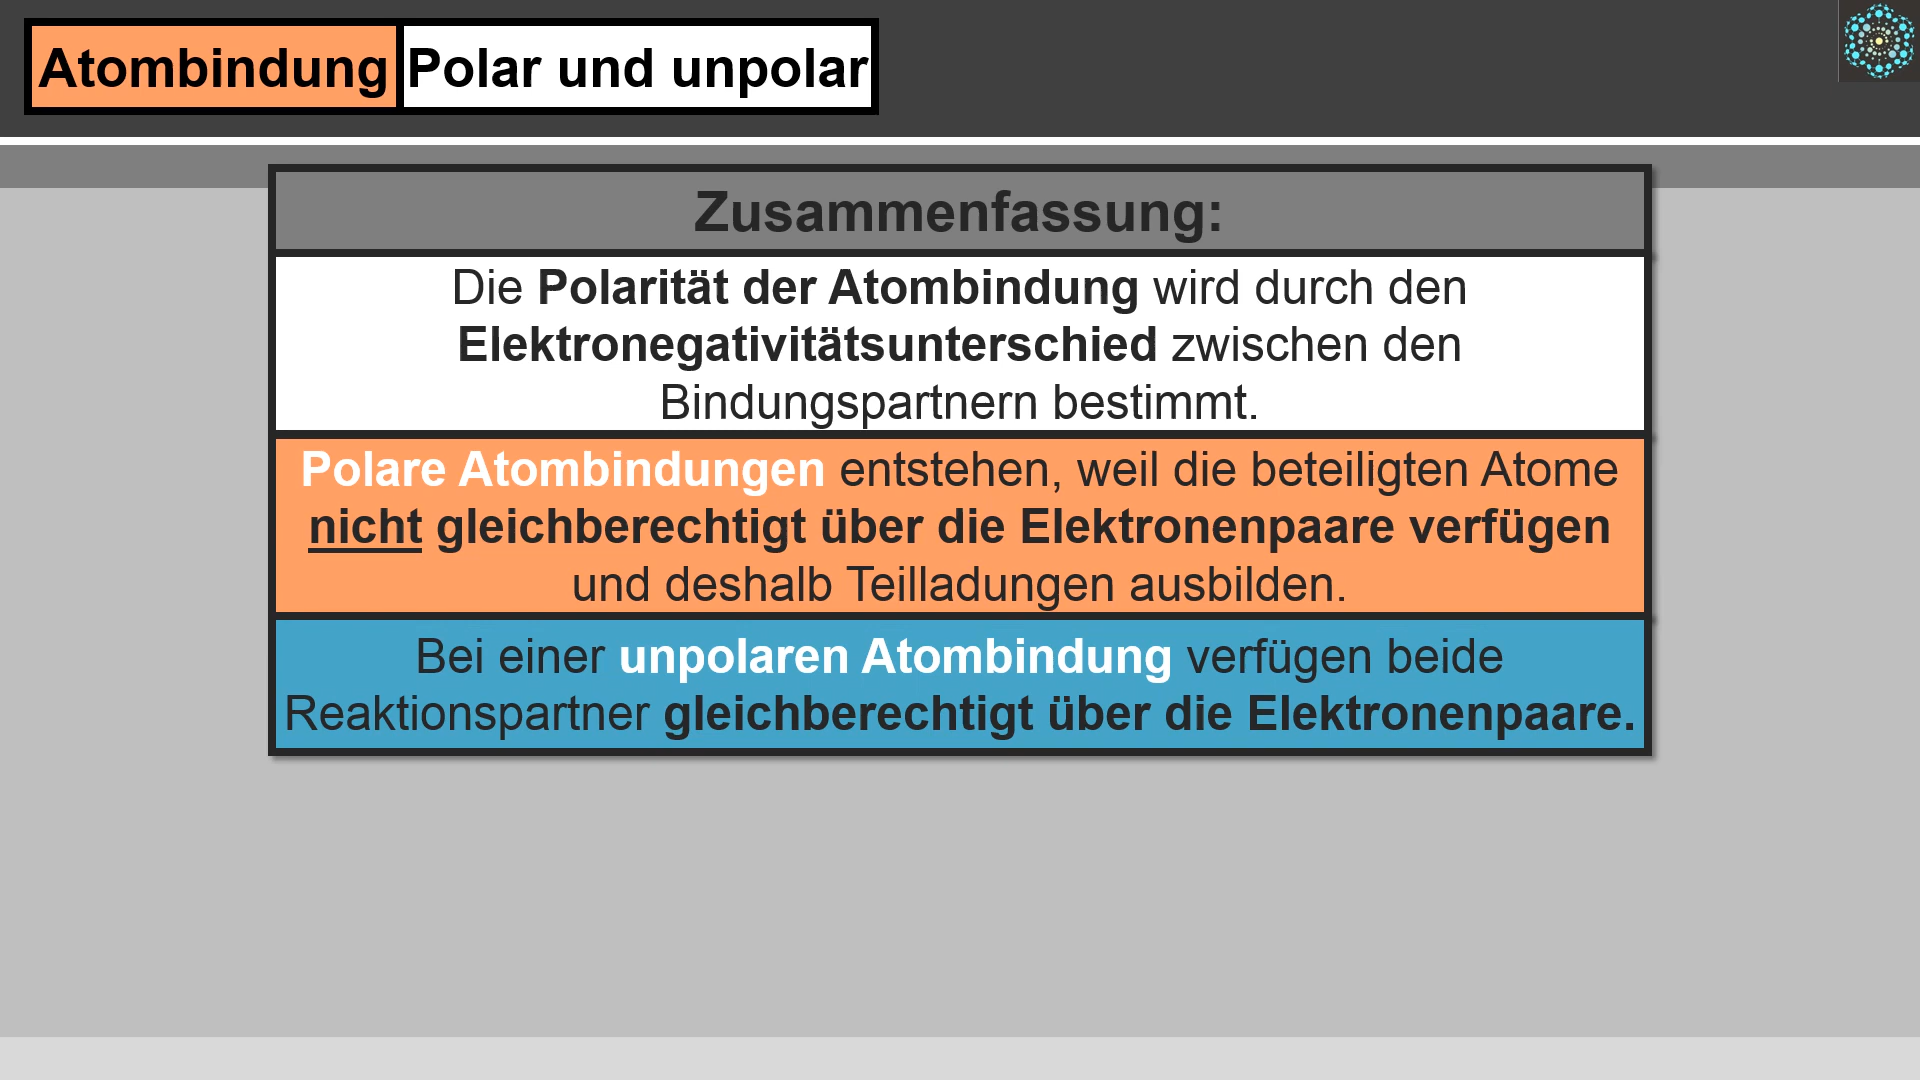 Atombindung Polar und unpolar
Zusammenfassung:
Die Polarität der Atombindung wird durch den
Elektronegativitätsunterschied zwischen den
Bindungspartnern bestimmt.
Polare Atombindungen entstehen, weil die beteiligten Atome
nicht gleichberechtigt über die Elektronenpaare verfügen
und deshalb Teilladungen ausbilden.
Bei einer unpolaren Atombindung verfügen beide
Reaktionspartner gleichberechtigt über die Elektronenpaare.